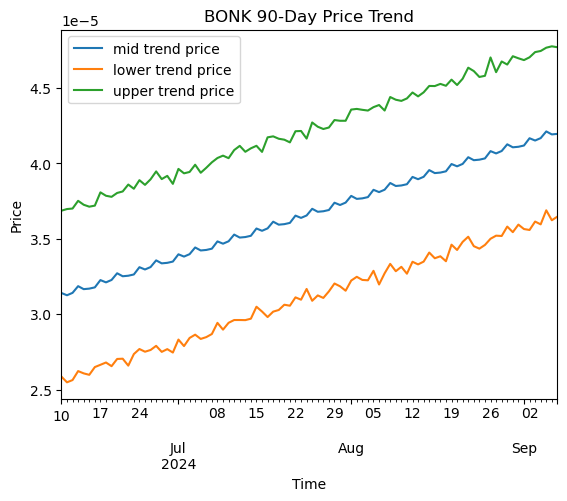 BONK 90-Day Price Trend
1e−5
mid trend price
lower trend price
upper trend price
4.5
4.0
3.5
3.0
2.5
Price
10 17 24 08 15 22 29 05 12 19 26 02
Jul Aug Sep
2024
Time